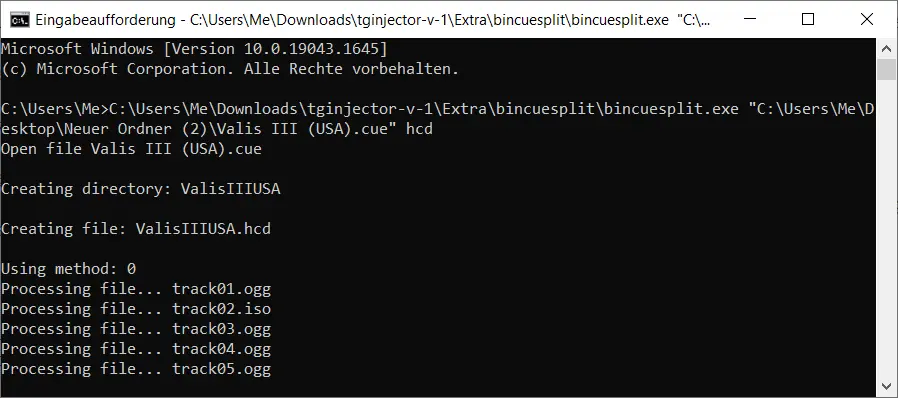 Eingabeaufforderung - C:\Users\Me\Downloads\tginjector-v-1\Extra\bincuesplit\bincuesplit.exe "C:\...
Microsoft Windows [Version 10.0.19043.1645]
(c) Microsoft Corporation. Alle Rechte vorbehalten.
C:\Users\Me>C:\Users\Me\Downloads\tginjector-v-1\Extra\bincuesplit\bincuesplit.exe "C:\Users\Me\D
esktop\Neuer Ordner (2)\Valis III (USA).cue" hcd
Open file Valis III (USA).cue
Creating directory: ValisIIIUSA
Creating file: ValisIIIUSA.hcd
Using method: 0
Processing file... track01.ogg
Processing file... track02.iso
Processing file... track03.ogg
Processing file... track04.ogg
Processing file... track05.ogg